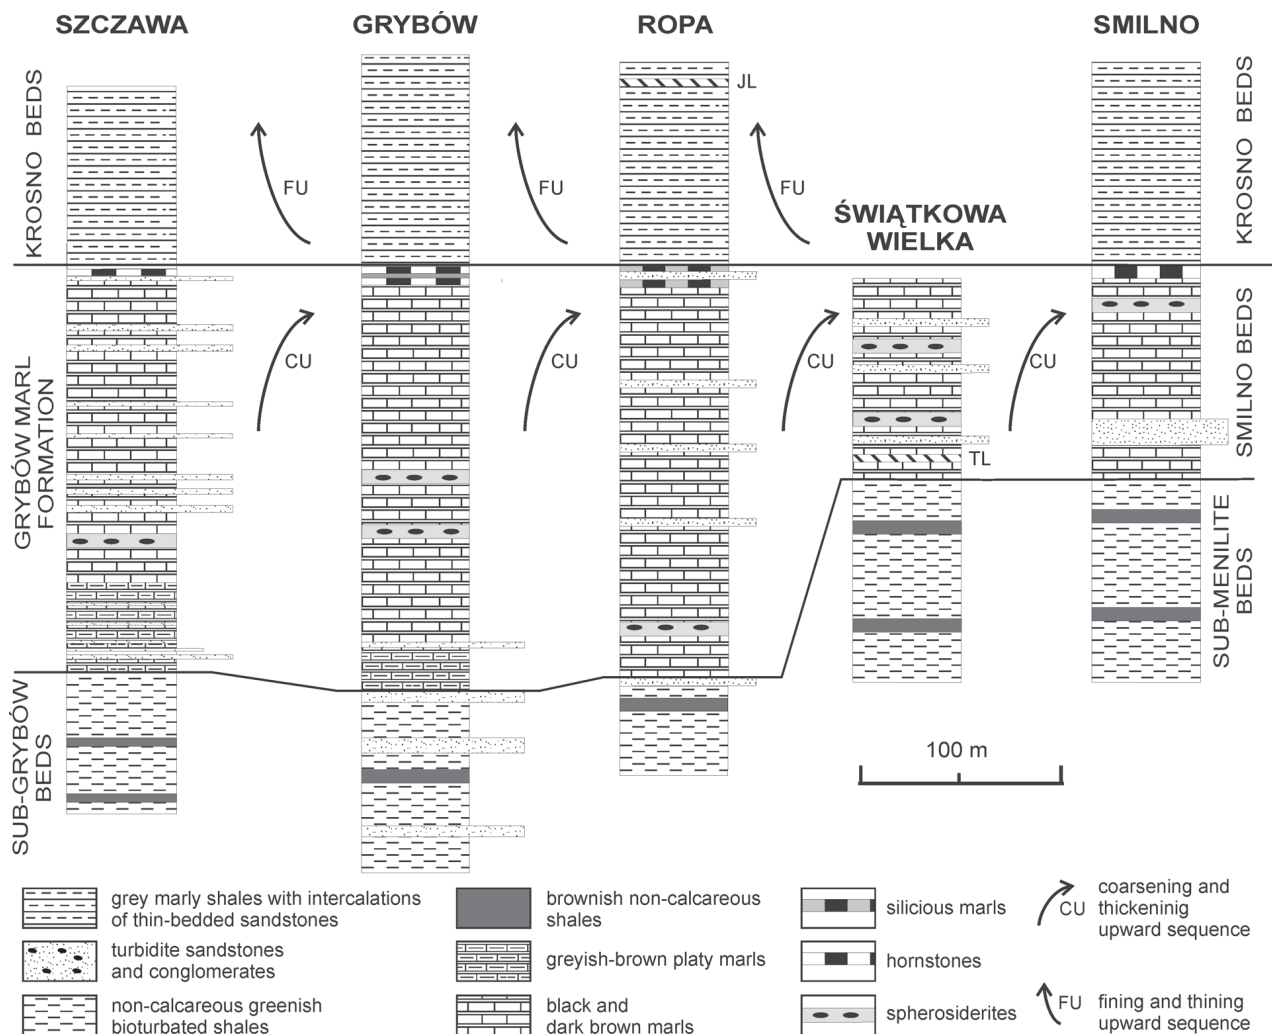 SZCZAWA
GRYBÓW
ROPA
SMILNO
ŚWIĄTKOWA
WIELKA
KROSNO BEDS
GRYBÓW MARL
FORMATION
SUB-GRYBÓW
BEDS
FU
FU
FU
JL
CU
CU
CU
CU
TL
KROSNO BEDS
SMILNO BEDS
SUB-MENILITE
BEDS
100 m
grey marly shales with intercalations
of thin-bedded sandstones
turbidite sandstones
and conglomerates
non-calcareous greenish
bioturbated shales
brownish non-calcareous
shales
greyish-brown platy marls
black and
dark brown marls
silicious marls
hornstones
spherosiderites
CU
coarsening and
thickeninig
upward sequence
FU
fining and thining
upward sequence